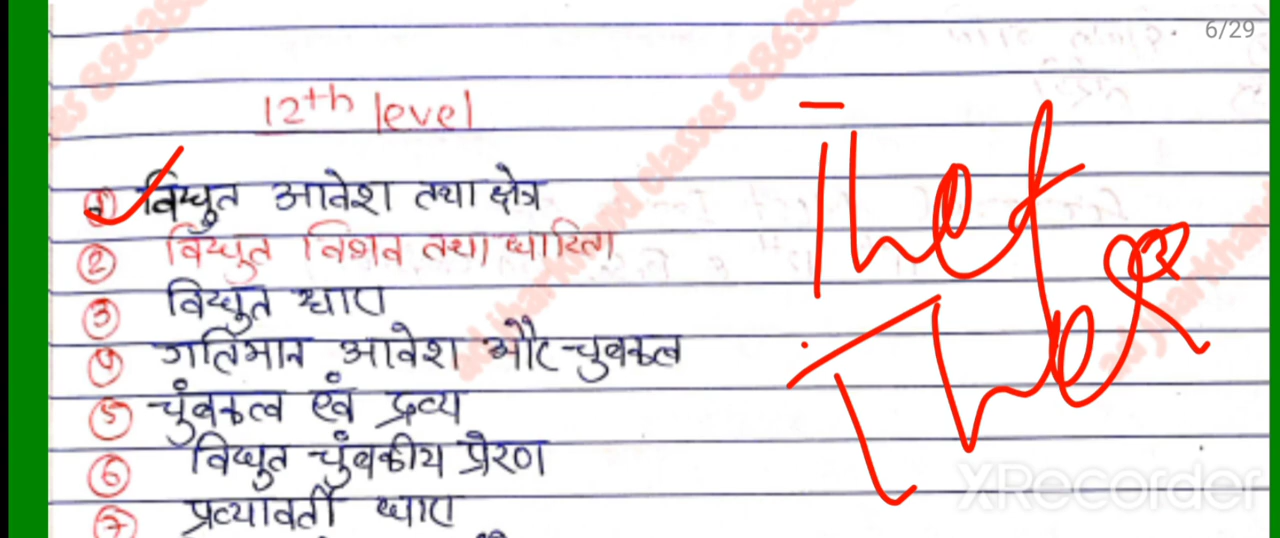 6/29
12th level
① विद्युत आवेश तथा क्षेत्र
② विद्युत विभव तथा धारिता
③ विद्युत धारा
④ गतिमान आवेश और चुंबकत्व
⑤ चुंबकत्व एवं द्रव्य
⑥ विद्युत चुंबकीय प्रेरण
⑦ प्रत्यावर्ती धारा
XRecorder